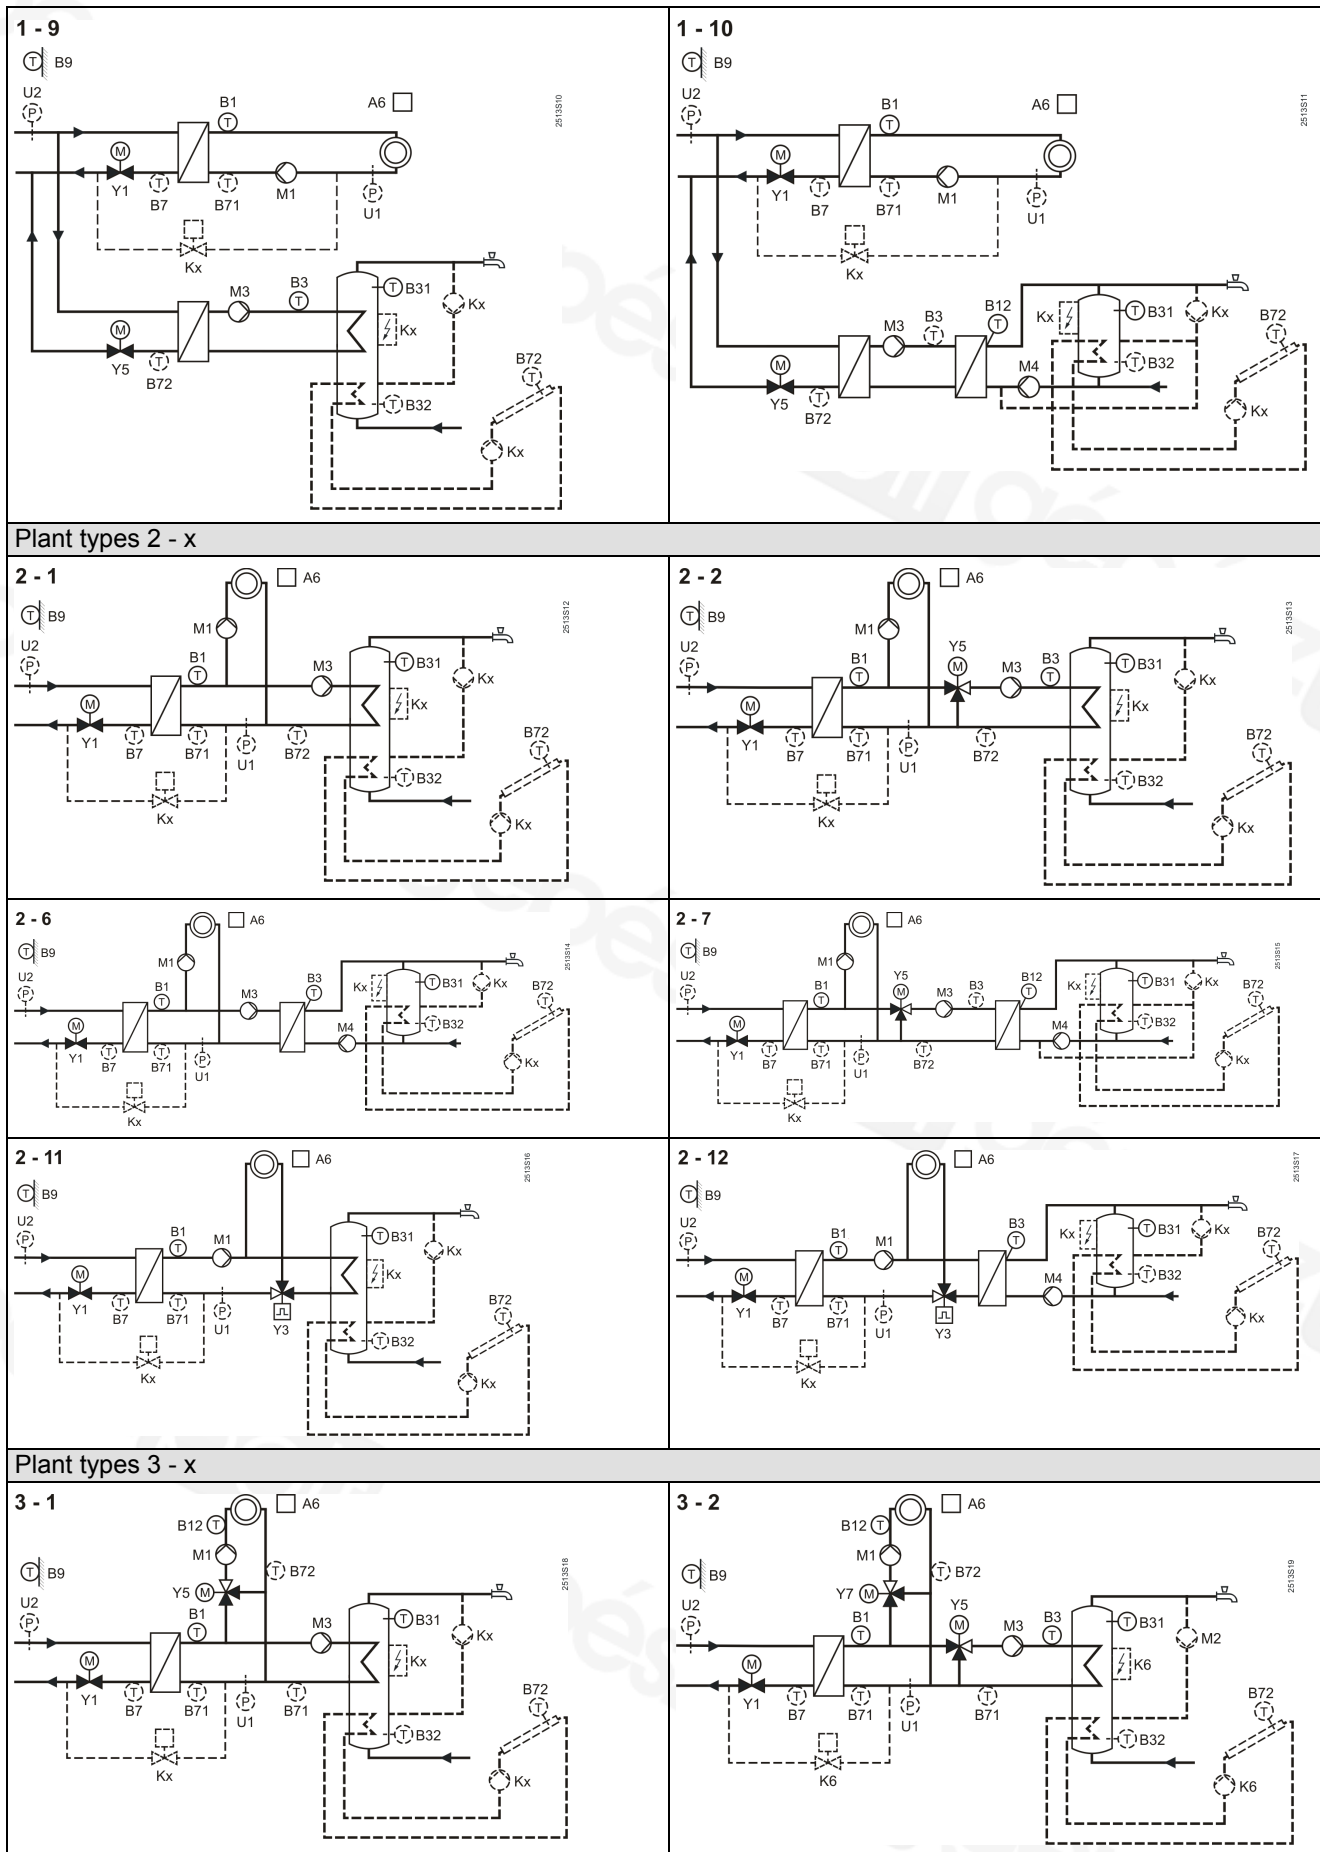 1 - 9
T B9
U2
P
B1
T
A6
2513S10
M
Y1
T
B7
T
B71
M1
P
U1
Kx
M3
B3
T
T B31
Kx
Kx
M
Y5
T
B72
B72
T
T B32
Kx
1 - 10
T B9
U2
P
B1
T
A6
2513S11
M
Y1
T
B7
T
B71
M1
P
U1
Kx
M3
B3
T
B12
T
Kx
T B31
Kx
B72
T
M
Y5
T
B72
M4
T B32
Kx
Plant types 2 - x
2 - 1
A6
T B9
2513S12
U2
P
M1
B1
T
M3
T B31
Kx
Kx
M
Y1
T
B7
T
B71
P
U1
T
B72
B72
T
T B32
Kx
Kx
2 - 2
A6
T B9
2513S13
U2
P
M1
B1
T
Y5
M
M3
B3
T
T B31
Kx
Kx
M
Y1
T
B7
T
B71
P
U1
T
B72
B72
T
T B32
Kx
Kx
2 - 6
A6
T B9
2513S14
U2
P
M1
B1
T
M3
B3
T
Kx
T B31
Kx
B72
T
M
Y1
T
B7
T
B71
P
U1
M4
T B32
Kx
Kx
2 - 7
A6
T B9
2513S15
U2
P
M1
B1
T
Y5
M
M3
B3
T
B12
T
Kx
T B31
Kx
B72
T
M
Y1
T
B7
T
B71
P
U1
T
B72
M4
T B32
Kx
Kx
2 - 11
A6
T B9
2513S16
U2
P
B1
T
M1
T B31
Kx
Kx
M
Y1
T
B7
T
B71
P
U1
Y3
B72
T
T B32
Kx
Kx
2 - 12
A6
T B9
2513S17
U2
P
B1
T
M1
B3
T
Kx
T B31
Kx
B72
T
M
Y1
T
B7
T
B71
P
U1
Y3
M4
T B32
Kx
Kx
Plant types 3 - x
3 - 1
A6
B12 T
M1
T B9
T B72
2513S18
Y5 M
U2
P
B1
T
M3
T B31
Kx
Kx
M
Y1
T
B7
T
B71
P
U1
T
B71
B72
T
T B32
Kx
Kx
3 - 2
A6
B12 T
M1
T B9
T B72
2513S19
Y7 M
U2
P
B1
T
Y5
M
M3
B3
T
T B31
M2
K6
M
Y1
T
B7
T
B71
P
U1
T
B71
B72
T
T B32
K6
K6